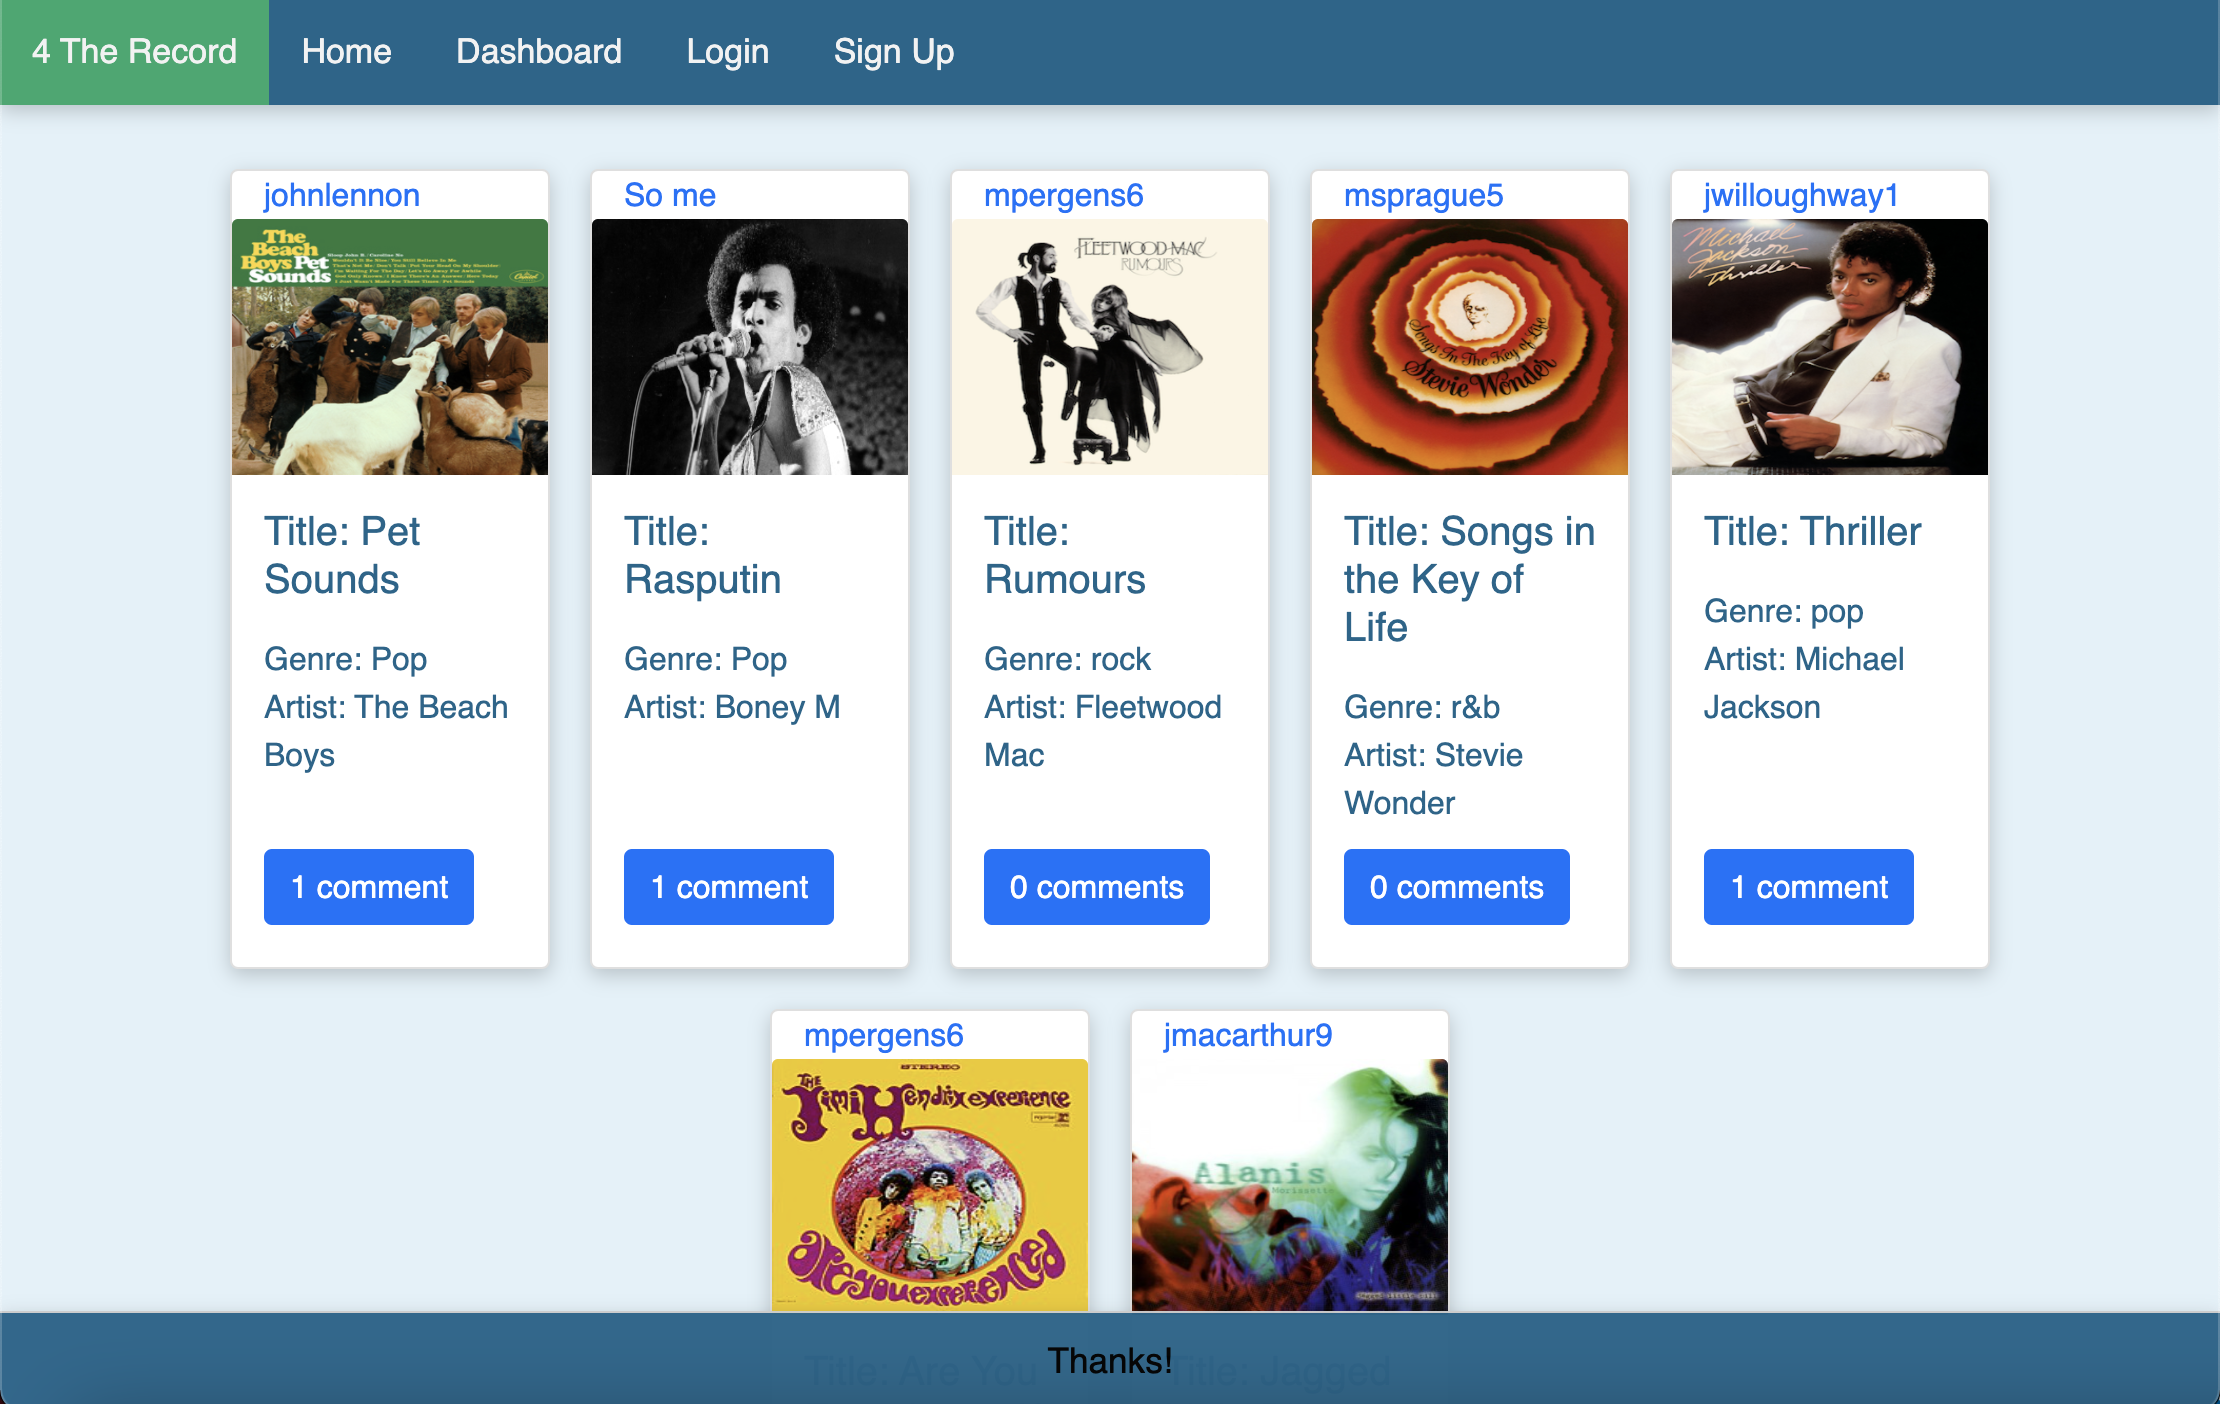 4 The Record Home Dashboard Login Sign Up
johnlennon
The
Beach
Boys Pet
Sounds
Title: Pet
Sounds
Genre: Pop
Artist: The Beach
Boys
1 comment
So me
Title:
Rasputin
Genre: Pop
Artist: Boney M
1 comment
mpergens6
FLEETWOOD MAC
RUMOURS
Title:
Rumours
Genre: rock
Artist: Fleetwood
Mac
0 comments
msprague5
Songs In The Key of Life
Stevie Wonder
Title: Songs in
the Key of
Life
Genre: r&b
Artist: Stevie
Wonder
0 comments
jwilloughway1
Michael
Jackson
Thriller
Title: Thriller
Genre: pop
Artist: Michael
Jackson
1 comment
mpergens6
STEREO
THE
Jimi Hendrix experience
are you experienced
Title: Are You
jmacarthur9
Alanis
Morissette
Jagged Little Pill
Title: Jagged
Thanks!